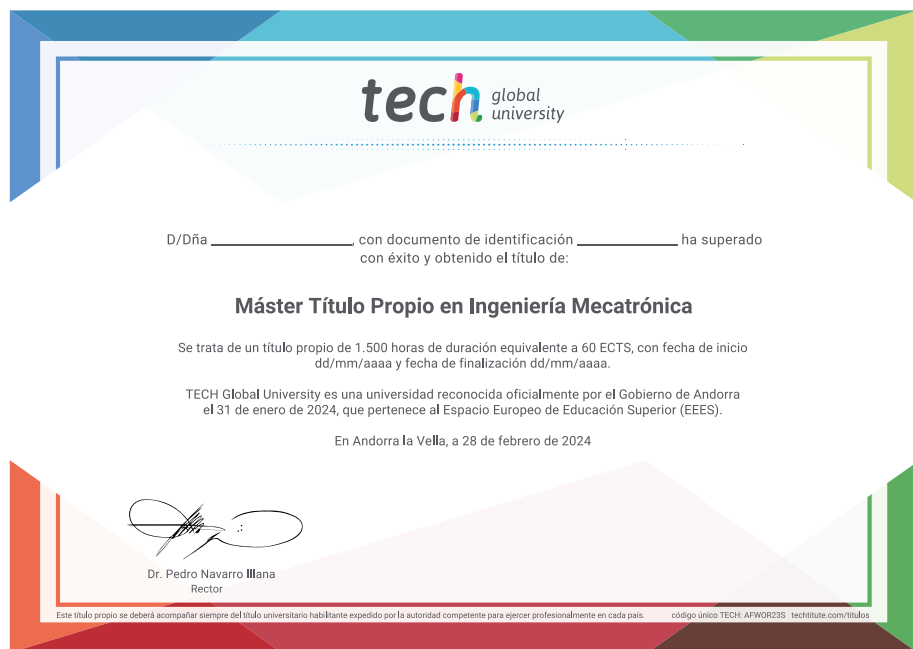 tech global university
D/Dña ________________, con documento de identificación ___________ ha superado
con éxito y obtenido el título de:
Máster Título Propio en Ingeniería Mecatrónica
Se trata de un título propio de 1.500 horas de duración equivalente a 60 ECTS, con fecha de inicio
dd/mm/aaaa y fecha de finalización dd/mm/aaaa.
TECH Global University es una universidad reconocida oficialmente por el Gobierno de Andorra
el 31 de enero de 2024, que pertenece al Espacio Europeo de Educación Superior (EEES).
En Andorra la Vella, a 28 de febrero de 2024
Dr. Pedro Navarro Illana
Rector
Este título propio se deberá acompañar siempre del título universitario habilitante expedido por la autoridad competente para ejercer profesionalmente en cada país. código único TECH: AFWOR23S techtitute.com/titulos